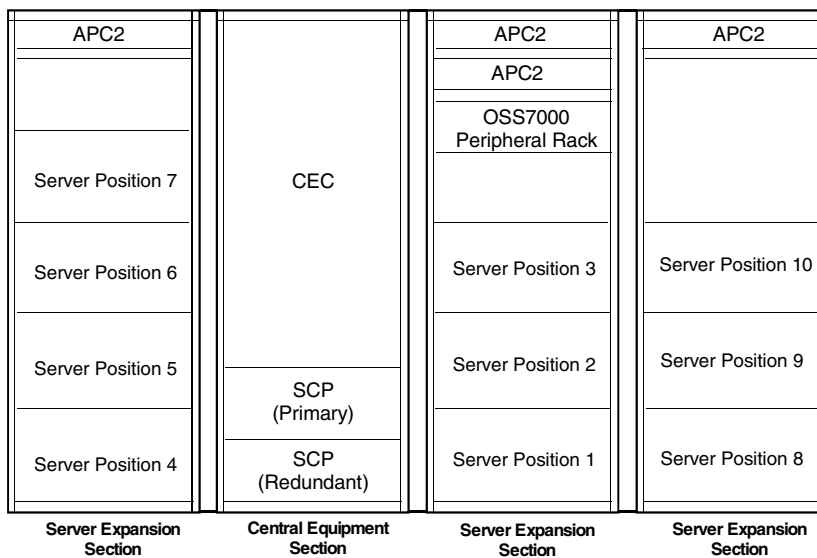 APC2
Server Position 7
Server Position 6
Server Position 5
Server Position 4
Server Expansion
Section
CEC
SCP
(Primary)
SCP
(Redundant)
Central Equipment
Section
APC2
APC2
OSS7000
Peripheral Rack
Server Position 3
Server Position 2
Server Position 1
Server Expansion
Section
APC2
Server Position 10
Server Position 9
Server Position 8
Server Expansion
Section